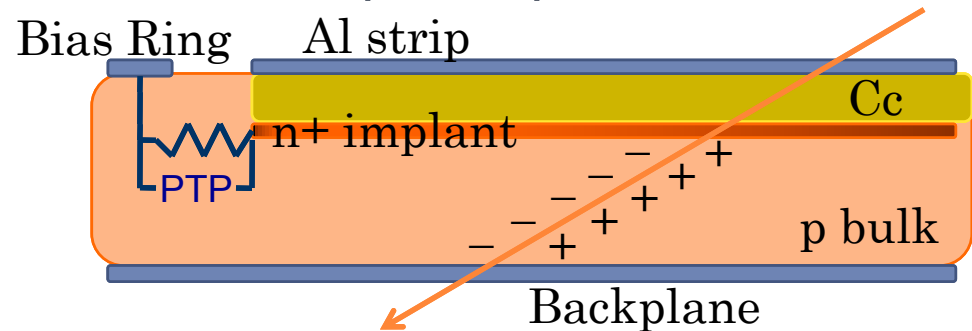 Bias Ring
Al strip
Cc
n+ implant
PTP
p bulk
Backplane